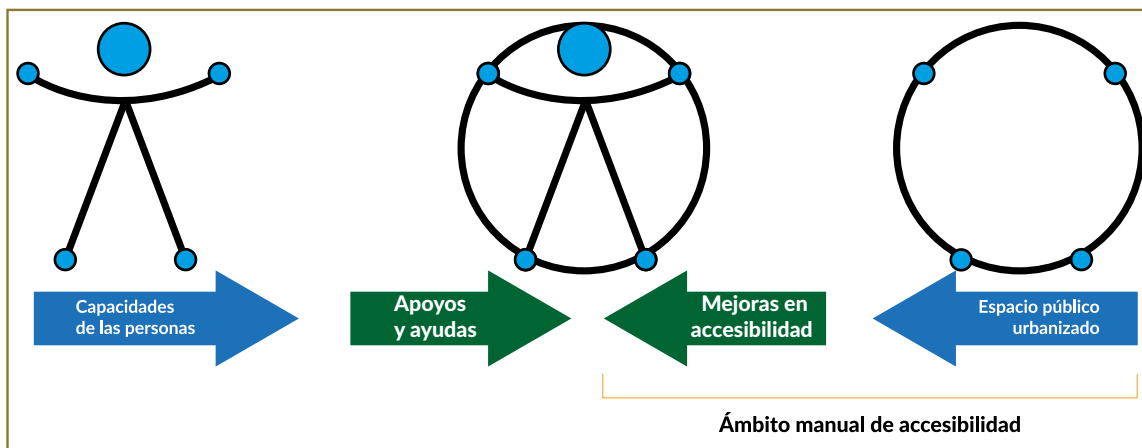 Capacidades
de las personas
Apoyos
y ayudas
Mejoras en
accesibilidad
Espacio público
urbanizado
Ámbito manual de accesibilidad